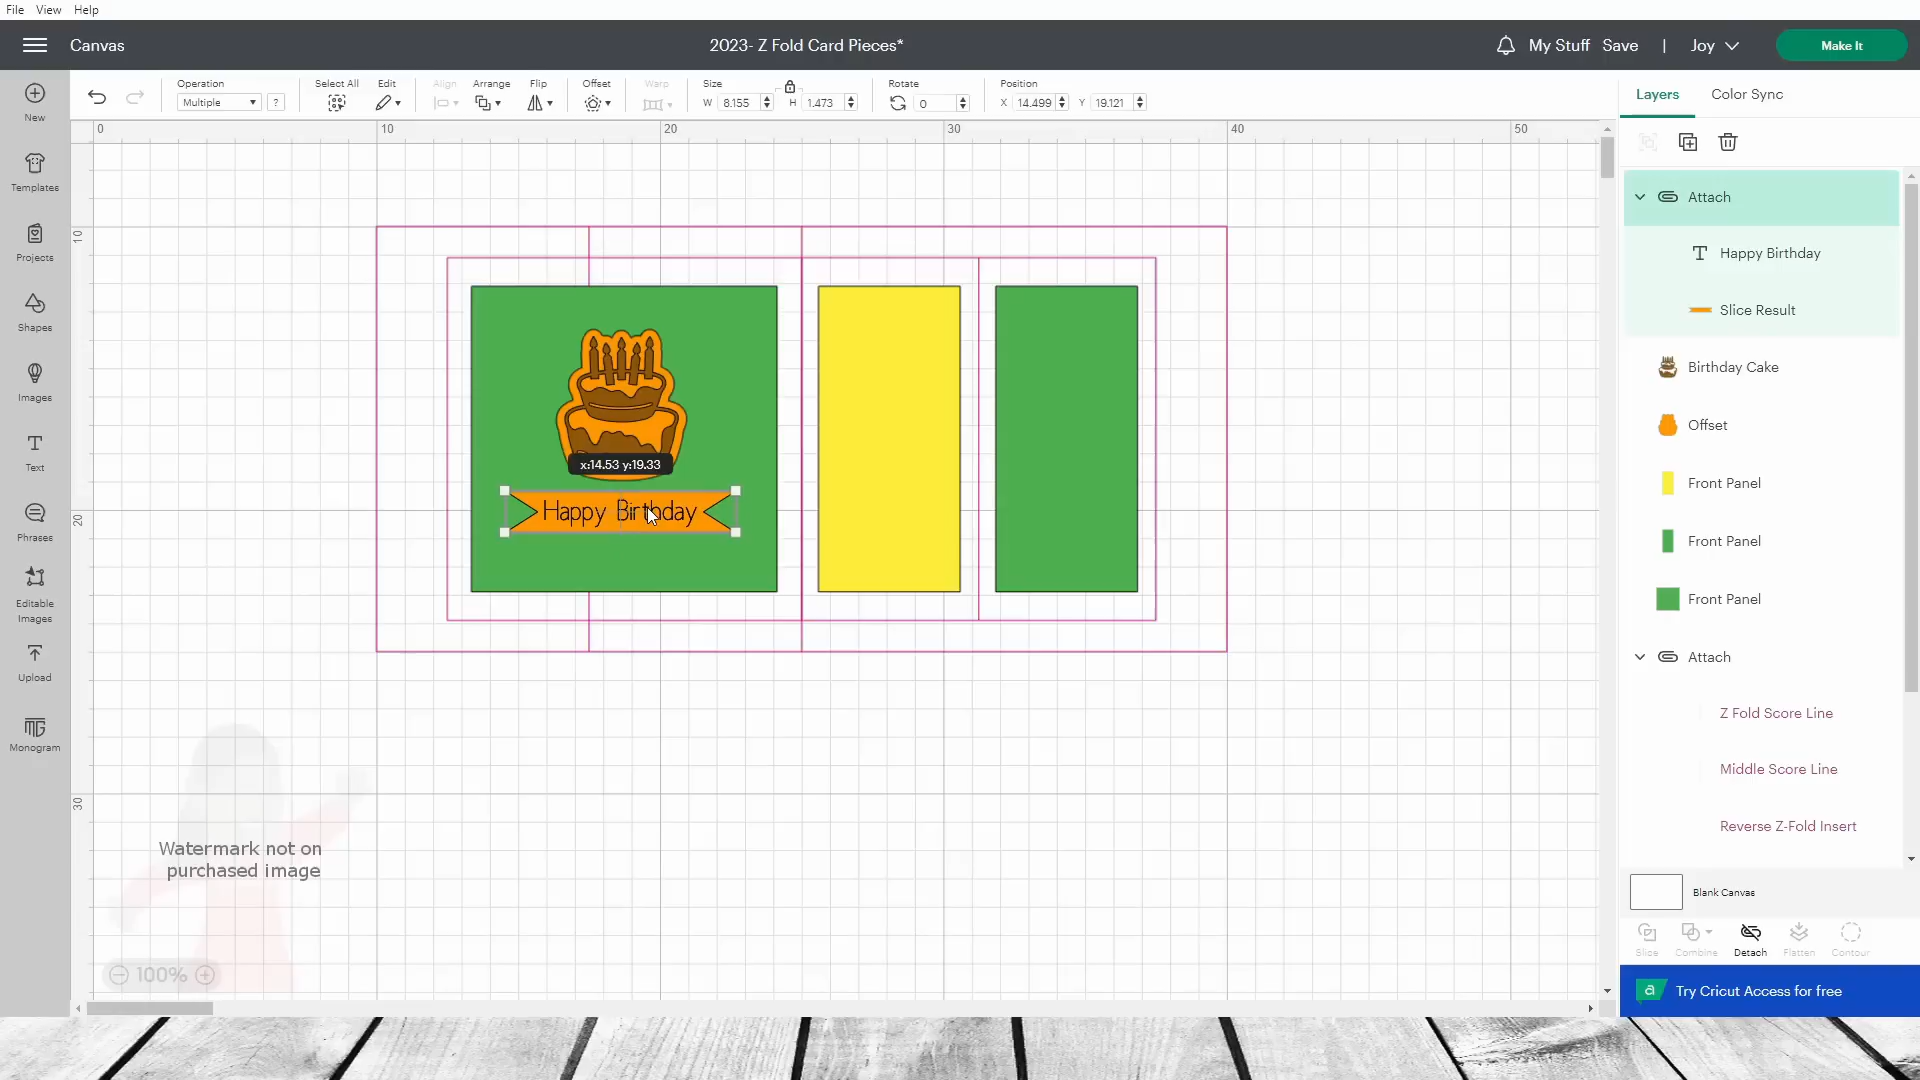 File View Help
Canvas
2023- Z Fold Card Pieces*
My Stuff Save | Joy
Make It
Operation
Multiple
?
Select All
Edit
Align
Arrange
Flip
Offset
Warp
Size
W 8.155
H 1.473
Rotate
0
Position
X 14.499
Y 19.121
Layers
Color Sync
New
Templates
Projects
Shapes
Images
Text
Phrases
Editable
Images
Upload
Monogram
0 10 20 30 40 50
10
20
30
x:14.53 y:19.33
Happy Birthday
Watermark not on
purchased image
100%
Attach
Happy Birthday
Slice Result
Birthday Cake
Offset
Front Panel
Front Panel
Front Panel
Attach
Z Fold Score Line
Middle Score Line
Reverse Z-Fold Insert
Blank Canvas
Slice
Combine
Detach
Flatten
Contour
a Try Cricut Access for free